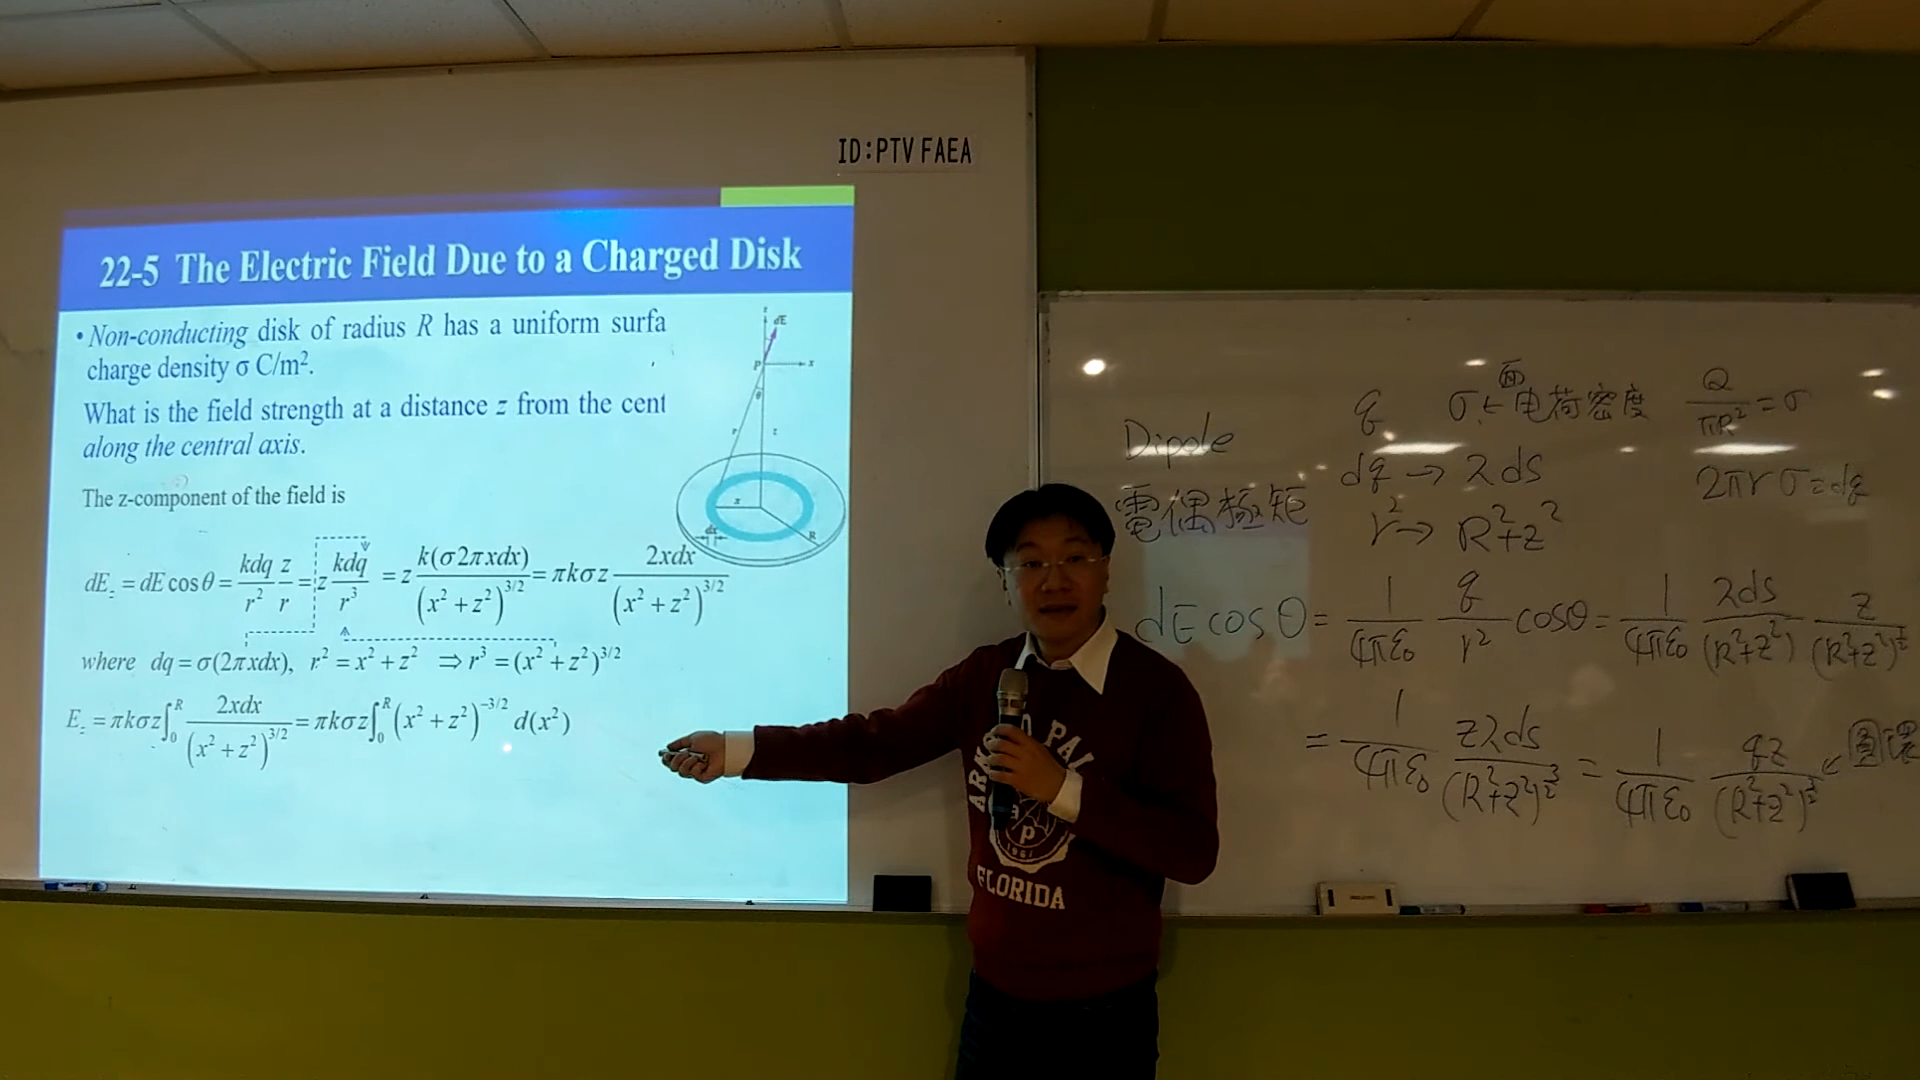 ID:PTV FAEA
22-5 The Electric Field Due to a Charged Disk
• Non-conducting disk of radius R has a uniform surfa
charge density σ C/m².
What is the field strength at a distance z from the cent
along the central axis.
The z-component of the field is
dE_z = dE cos θ = kdq/r² z/r = z kdq/r³ = z k(σ2πxdx)/(x² + z²)^{3/2} = πkσz 2xdx/(x² + z²)^{3/2}
where dq = σ(2πxdx), r² = x² + z² ⇒ r³ = (x² + z²)^{3/2}
E_z = πkσz ∫₀^R 2xdx/(x² + z²)^{3/2} = πkσz ∫₀^R (x² + z²)^{-3/2} d(x²)
z
dE
P
x
θ
r
z
x
dx
R
Dipole
電偶極矩
q σ ← 面电荷密度 Q/πR² = σ
dq → λds 2πrσ = dq
r² → R²+z²
dE cos θ = 1/4πε₀ q/r² cosθ = 1/4πε₀ λds/(R²+z²) z/(R²+z²)^{1/2}
= 1/4πε₀ zλds/(R²+z²)^{3/2} = 1/4πε₀ qz/(R²+z²)^{3/2} ← 圓環
PAL
1967
FLORIDA